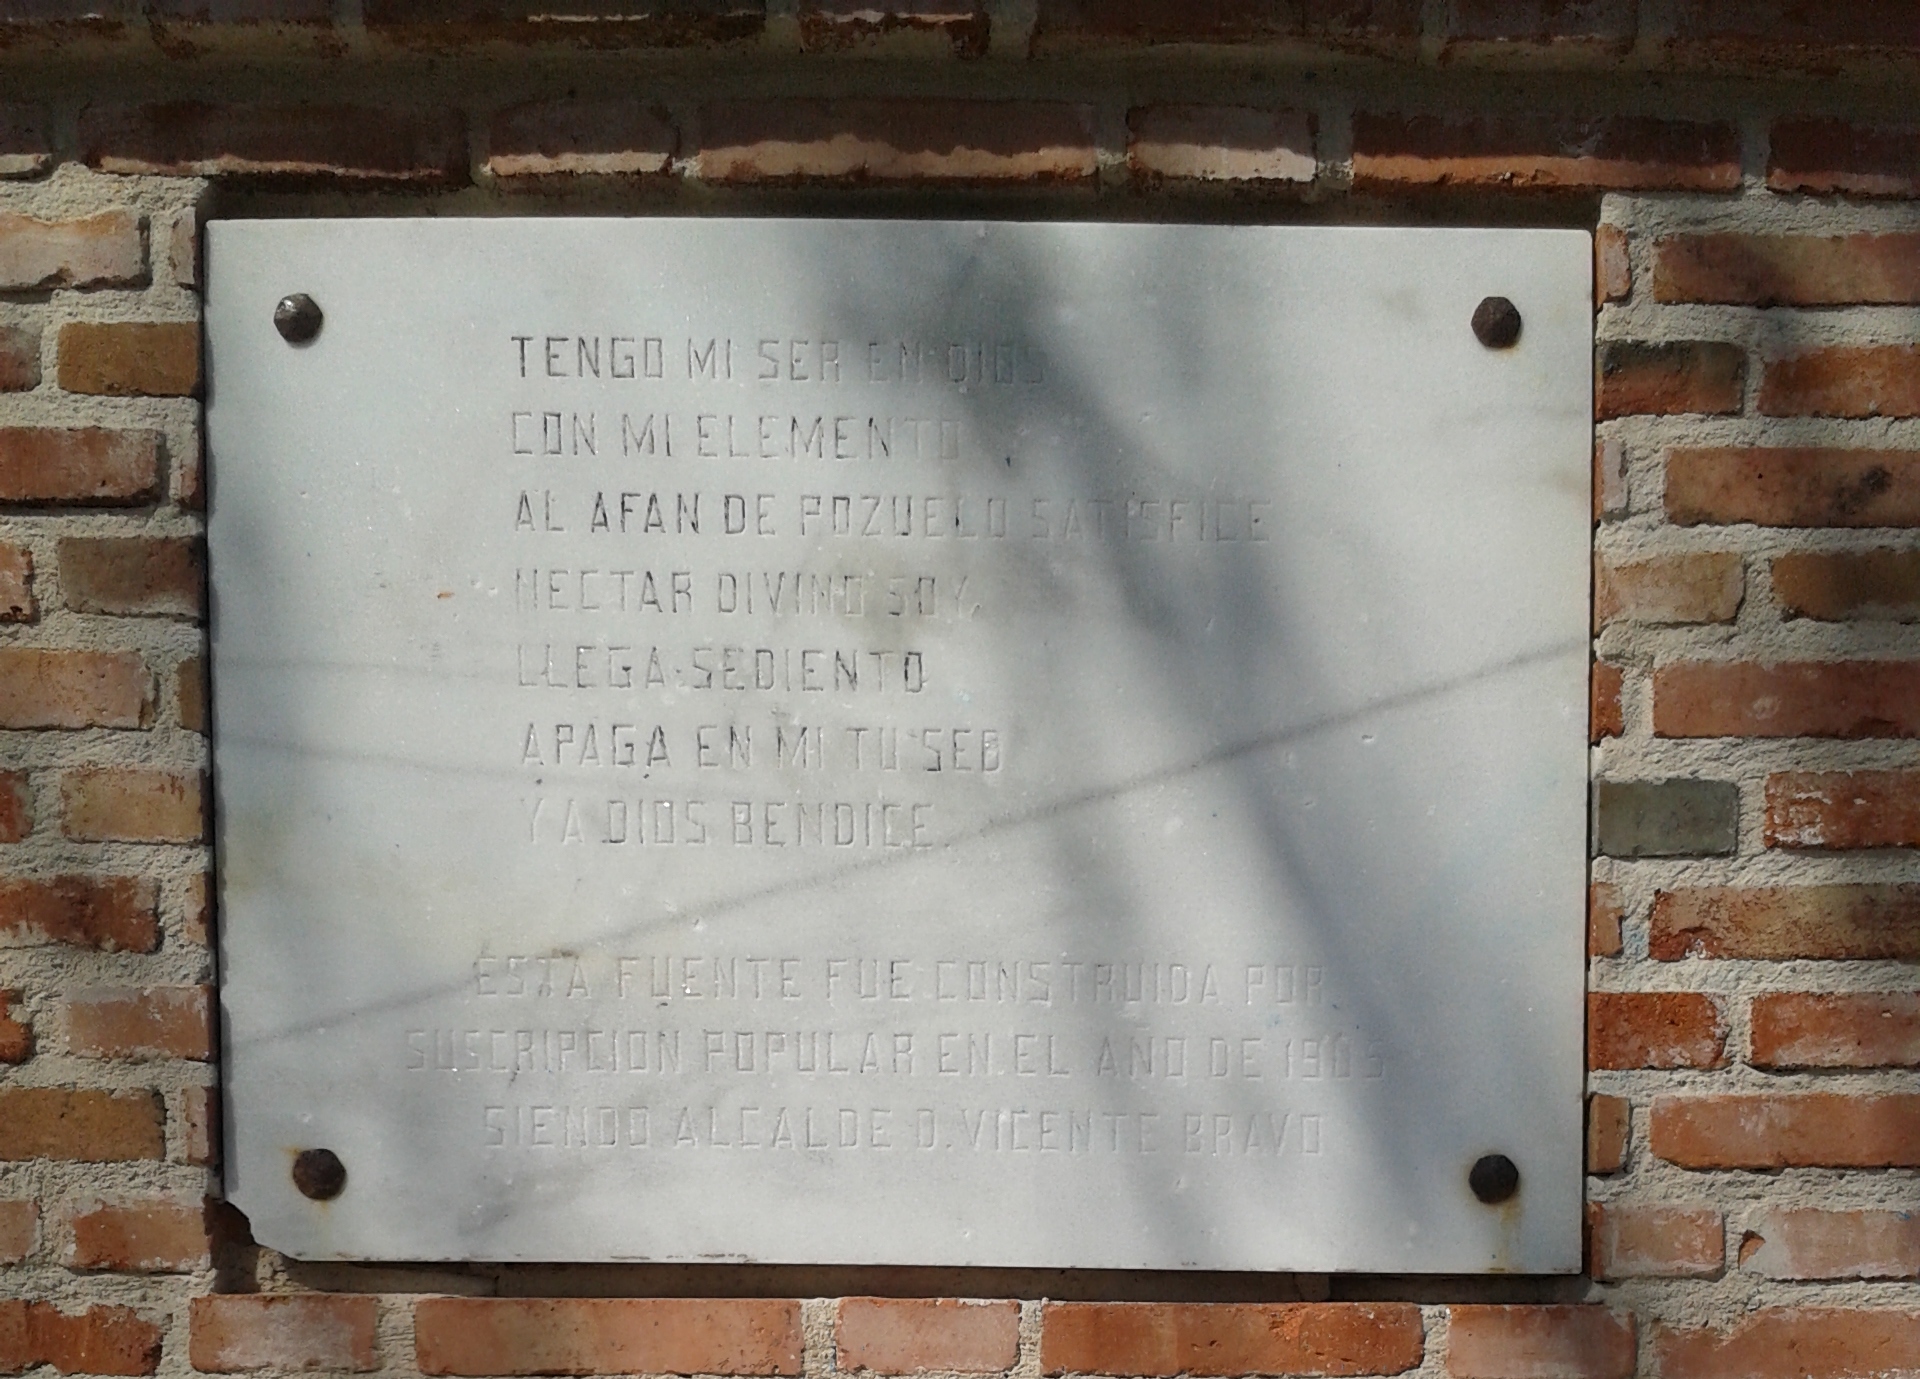 TENGO MI SER EN DIOS
CON MI ELEMENTO
AL AFAN DE POZUELO SATISFICE
NECTAR DIVINO SOY,
LLEGA SEDIENTO
APAGA EN MI TU SED
Y A DIOS BENDICE.
ESTA FUENTE FUE CONSTRUIDA POR
SUSCRIPCION POPULAR EN EL AÑO DE 1905
SIENDO ALCALDE D. VICENTE BRAVO